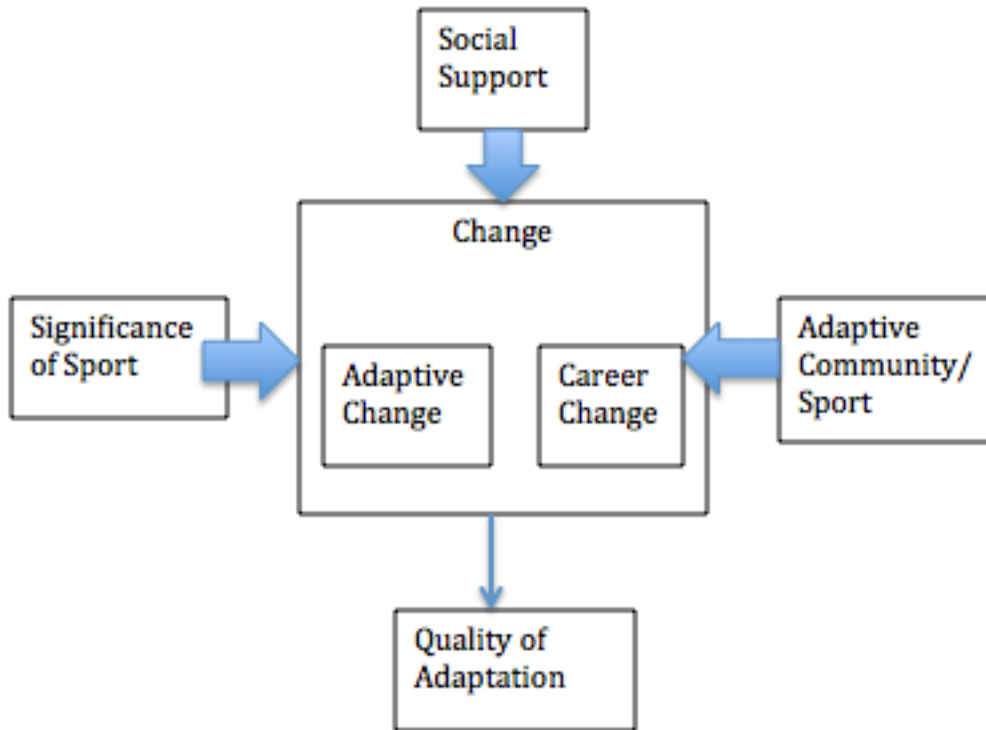 Social
Support
Change
Significance
of Sport
Adaptive
Change
Career
Change
Adaptive
Community/
Sport
Quality of
Adaptation